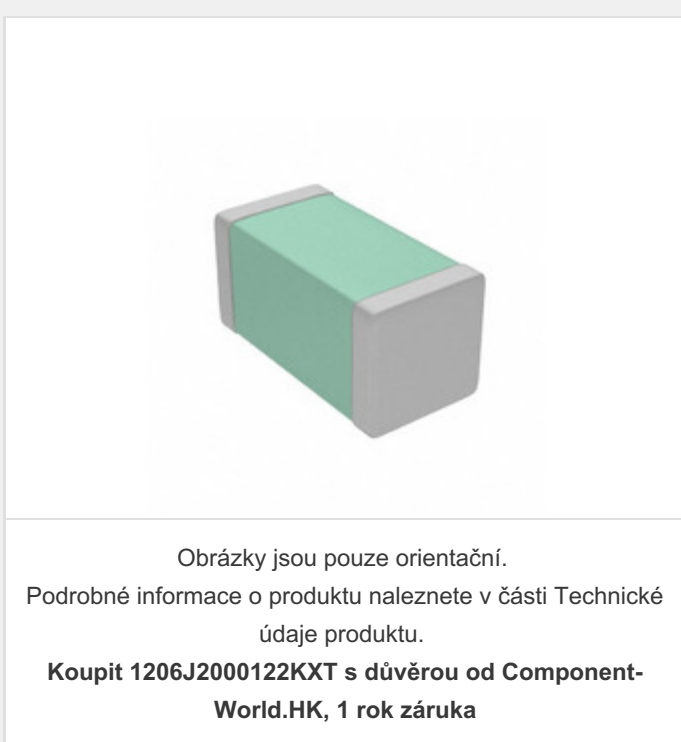 Obrázky jsou pouze orientační.
Podrobné informace o produktu naleznete v části Technické
údaje produktu.
Koupit 1206J2000122KXT s důvěrou od Component-
World.HK, 1 rok záruka